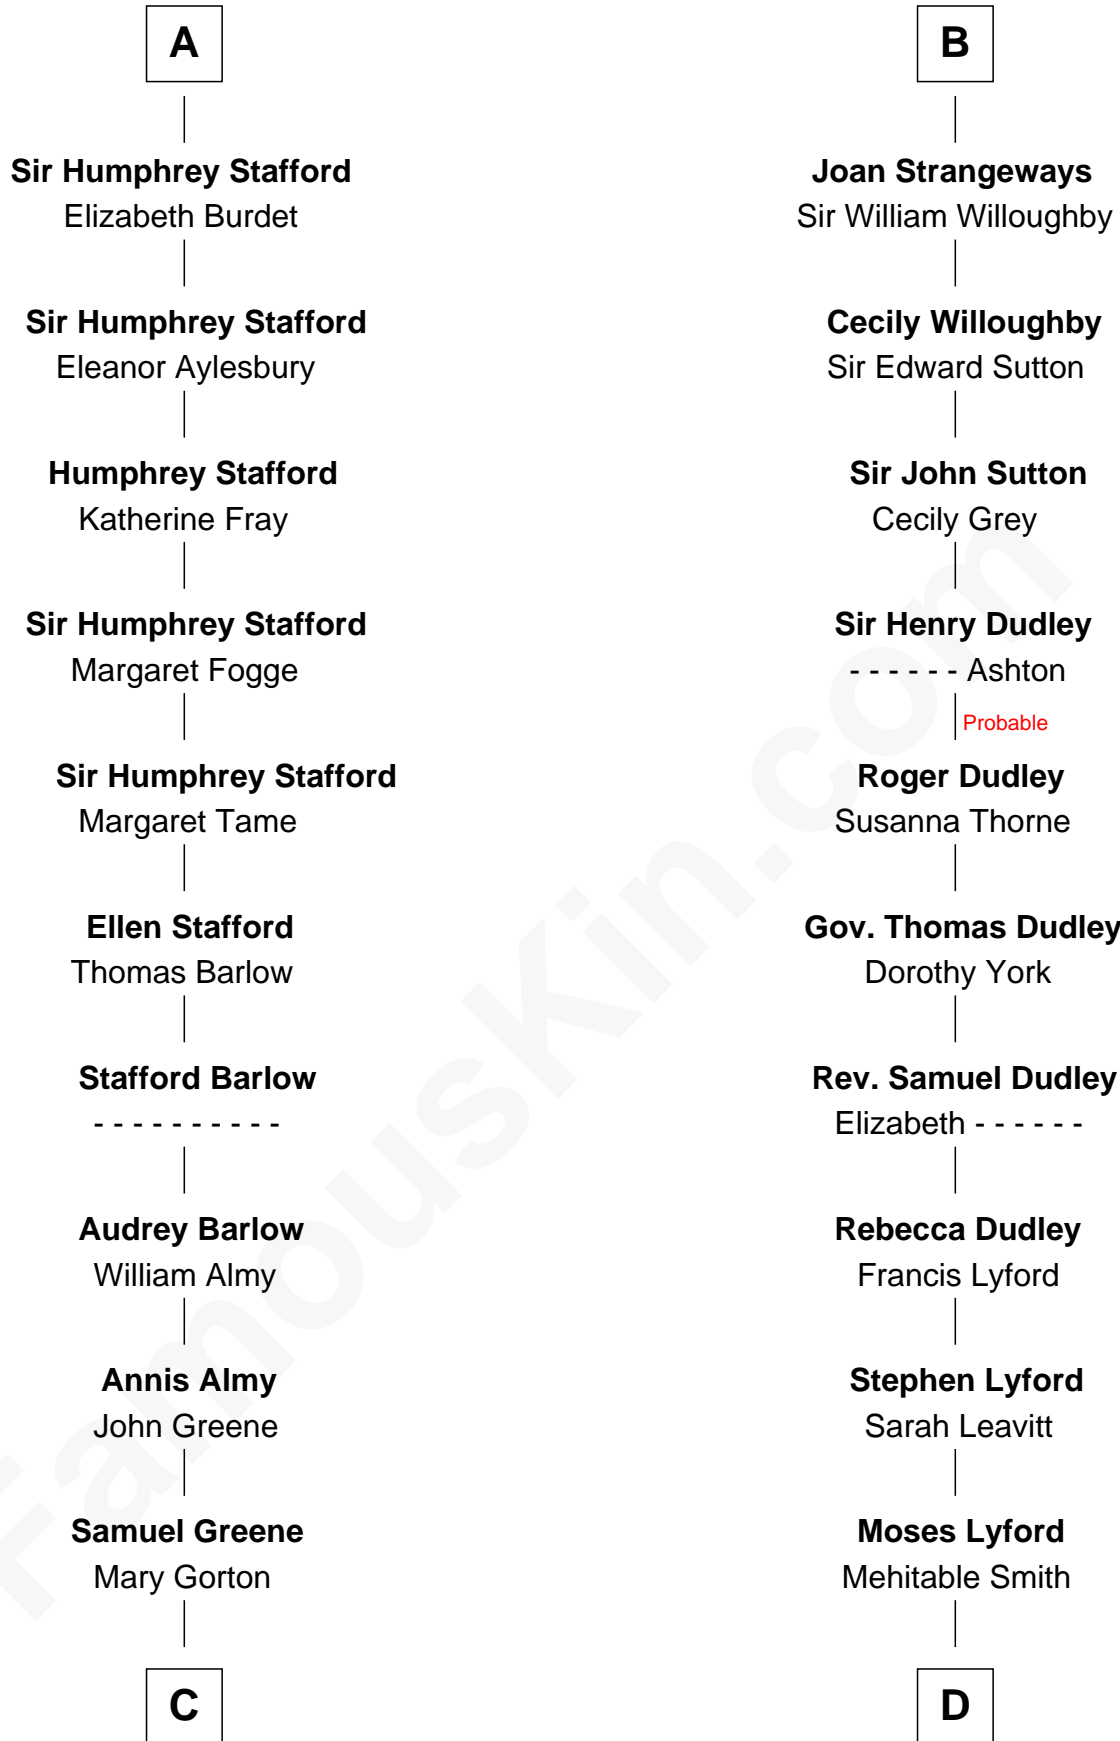 A
Sir Humphrey Stafford
Elizabeth Burdet
Sir Humphrey Stafford
Eleanor Aylesbury
Humphrey Stafford
Katherine Fray
Sir Humphrey Stafford
Margaret Fogge
Sir Humphrey Stafford
Margaret Tame
Ellen Stafford
Thomas Barlow
Stafford Barlow
- - - - - - - - - -
Audrey Barlow
William Almy
Annis Almy
John Greene
Samuel Greene
Mary Gorton
C
B
Joan Strangeways
Sir William Willoughby
Cecily Willoughby
Sir Edward Sutton
Sir John Sutton
Cecily Grey
Sir Henry Dudley
- - - - - - Ashton
Probable
Roger Dudley
Susanna Thorne
Gov. Thomas Dudley
Dorothy York
Rev. Samuel Dudley
Elizabeth - - - - - -
Rebecca Dudley
Francis Lyford
Stephen Lyford
Sarah Leavitt
Moses Lyford
Mehitable Smith
D
FamousKin.com